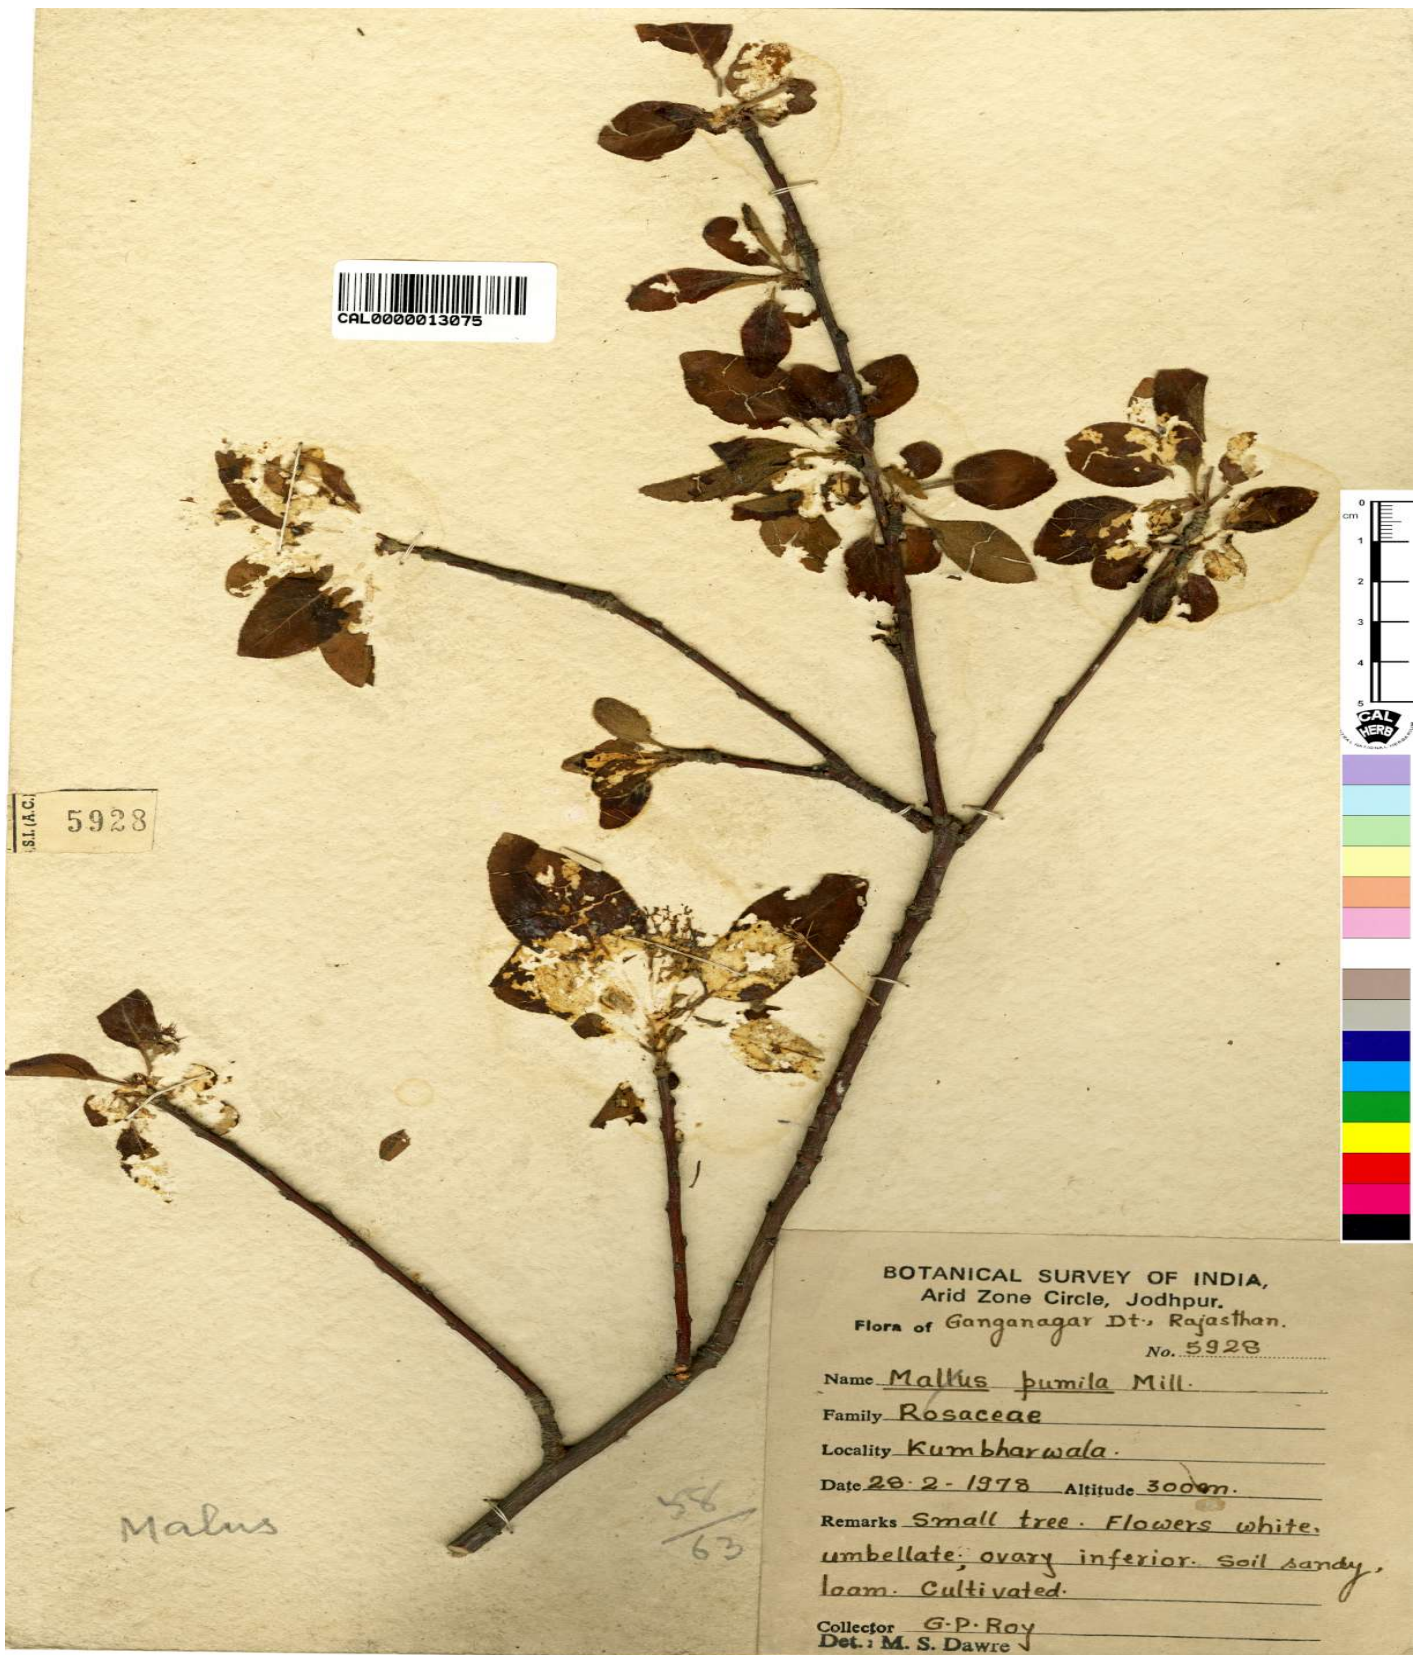 CAL0000013075
0
cm
1
2
3
4
5
CAL
HERB
S.I. (A.C.)
5928
BOTANICAL SURVEY OF INDIA,
Arid Zone Circle, Jodhpur.
Flora of Ganganagar Dt., Rajasthan.
No. 5928
Name Mallus pumila Mill.
Family Rosaceae
Locality Kumbharwala.
Date 28.2-1978 Altitude 300m.
Remarks Small tree. Flowers white,
umbellate; ovary inferior. Soil sandy,
loam. Cultivated.
Collector G.P. Roy
Det.: M. S. Dawre
Malus
58
63